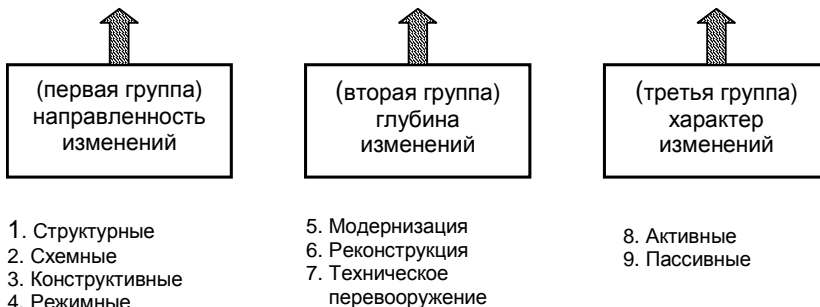 (первая группа)
направленность
изменений
(вторая группа)
глубина
изменений
(третья группа)
характер
изменений
1. Структурные
2. Схемные
3. Конструктивные
4. Режимные
5. Модернизация
6. Реконструкция
7. Техническое
перевооружение
8. Активные
9. Пассивные